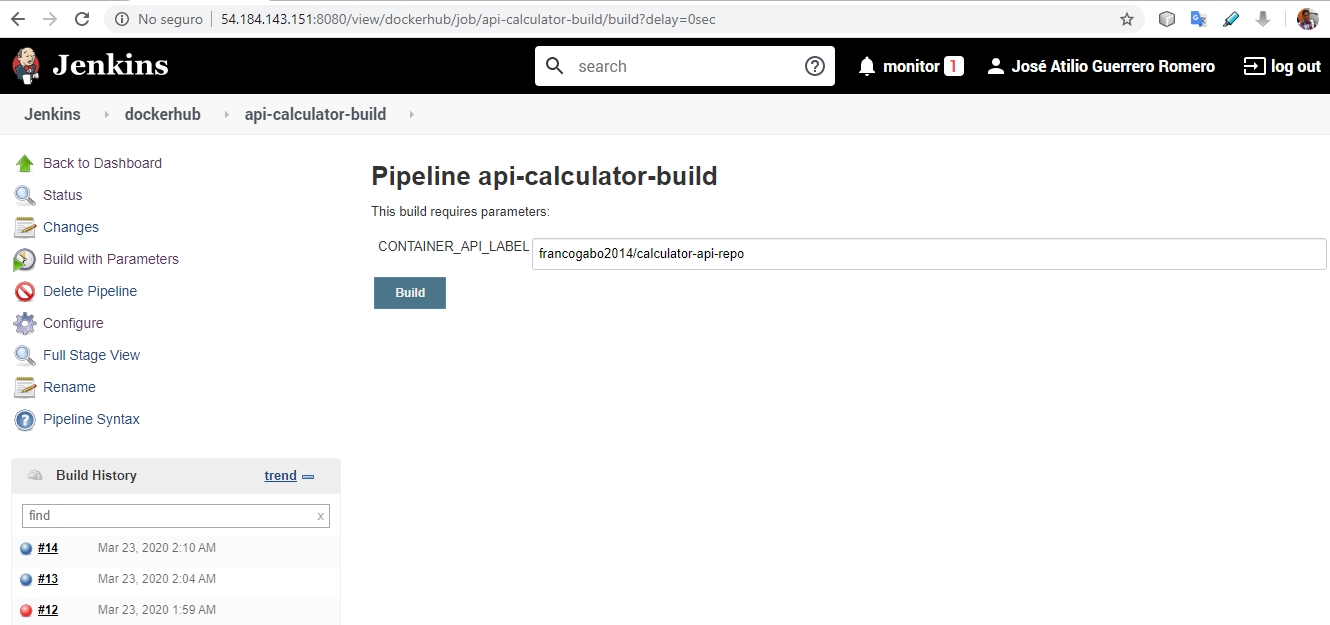 No seguro | 54.184.143.151:8080/view/dockerhub/job/api-calculator-build/build?delay=0sec
Jenkins
search
monitor 1
José Atilio Guerrero Romero
log out
Jenkins
dockerhub
api-calculator-build
Back to Dashboard
Status
Changes
Build with Parameters
Delete Pipeline
Configure
Full Stage View
Rename
Pipeline Syntax
Pipeline api-calculator-build
This build requires parameters:
CONTAINER_API_LABEL francogabo2014/calculator-api-repo
Build
Build History trend
find x
#14 Mar 23, 2020 2:10 AM
#13 Mar 23, 2020 2:04 AM
#12 Mar 23, 2020 1:59 AM